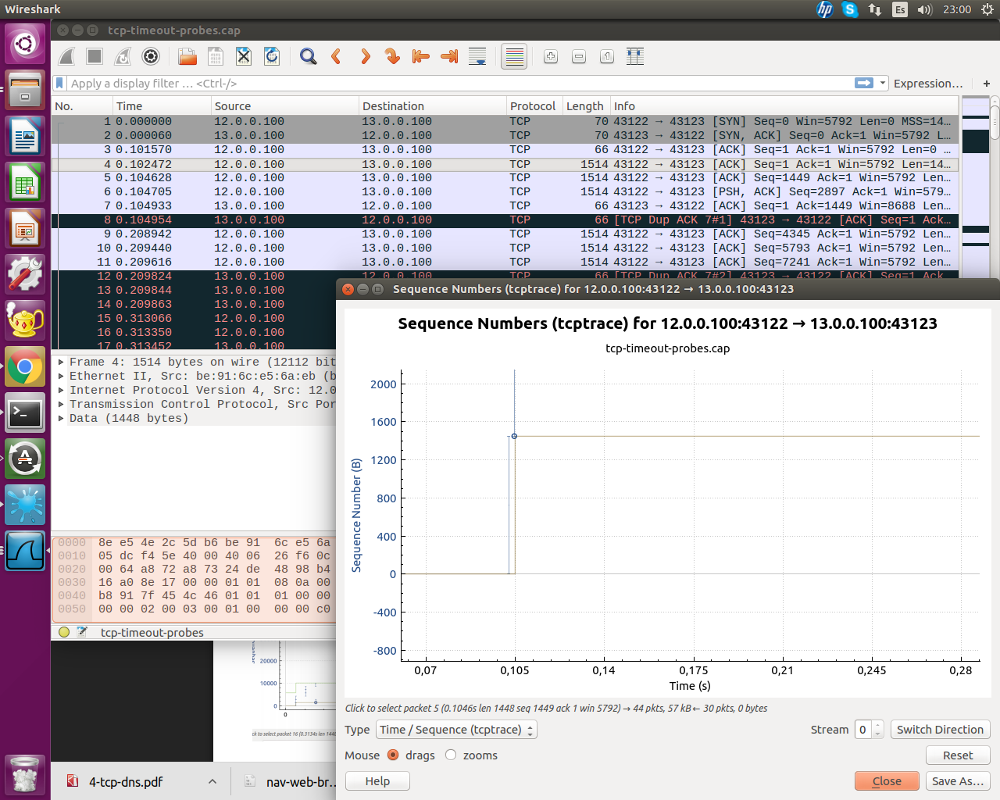 Wireshark
Es
23:00
tcp-timeout-probes.cap
Apply a display filter … <Ctrl-/>
Expression…
+
No. Time Source Destination Protocol Length Info
1 0.000000 12.0.0.100 13.0.0.100 TCP 70 43122 → 43123 [SYN] Seq=0 Win=5792 Len=0 MSS=14…
2 0.000060 13.0.0.100 12.0.0.100 TCP 70 43123 → 43122 [SYN, ACK] Seq=0 Ack=1 Win=5792 L…
3 0.101570 12.0.0.100 13.0.0.100 TCP 66 43122 → 43123 [ACK] Seq=1 Ack=1 Win=5792 Len=0 …
4 0.102472 12.0.0.100 13.0.0.100 TCP 1514 43122 → 43123 [ACK] Seq=1 Ack=1 Win=5792 Len=14…
5 0.104628 12.0.0.100 13.0.0.100 TCP 1514 43122 → 43123 [ACK] Seq=1449 Ack=1 Win=5792 Len…
6 0.104705 12.0.0.100 13.0.0.100 TCP 1514 43122 → 43123 [PSH, ACK] Seq=2897 Ack=1 Win=579…
7 0.104933 13.0.0.100 12.0.0.100 TCP 66 43123 → 43122 [ACK] Seq=1 Ack=1449 Win=8688 Len…
8 0.104954 13.0.0.100 12.0.0.100 TCP 66 [TCP Dup ACK 7#1] 43123 → 43122 [ACK] Seq=1 Ack…
9 0.208942 12.0.0.100 13.0.0.100 TCP 1514 43122 → 43123 [ACK] Seq=4345 Ack=1 Win=5792 Len…
10 0.209440 12.0.0.100 13.0.0.100 TCP 1514 43122 → 43123 [ACK] Seq=5793 Ack=1 Win=5792 Len…
11 0.209616 12.0.0.100 13.0.0.100 TCP 1514 43122 → 43123 [ACK] Seq=7241 Ack=1 Win=5792 Len…
12 0.209824 13.0.0.100 12.0.0.100 TCP 66 [TCP Dup ACK 7#2] 43123 → 43122 [ACK] Seq=1 Ack…
13 0.209844 13.0.0.100
14 0.209863 13.0.0.100
15 0.313066 12.0.0.100
16 0.313350 12.0.0.100
17 0.313452 13.0.0.100
Frame 4: 1514 bytes on wire (12112 bit
Ethernet II, Src: be:91:6c:e5:6a:eb (b
Internet Protocol Version 4, Src: 12.0
Transmission Control Protocol, Src Por
Data (1448 bytes)
0000 8e e5 4e 2c 5d b6 be 91 6c e5 6a
0010 05 dc f4 5e 40 00 40 06 26 f6 0c
0020 00 64 a8 72 a8 73 24 de 48 98 b4
0030 16 a0 8e 17 00 00 01 01 08 0a 00
0040 b8 91 7f 45 4c 46 01 01 01 00 00
0050 00 00 02 00 03 00 01 00 00 00 c0
tcp-timeout-probes
20000
10000
0
0
ck to select packet 16 (0.3134s len 1448
4-tcp-dns.pdf
nav-web-br…
Sequence Numbers (tcptrace) for 12.0.0.100:43122 → 13.0.0.100:43123
Sequence Numbers (tcptrace) for 12.0.0.100:43122 → 13.0.0.100:43123
tcp-timeout-probes.cap
Sequence Number (B)
2000
1600
1200
800
400
0
-400
-800
0,07 0,105 0,14 0,175 0,21 0,245 0,28
Time (s)
Click to select packet 5 (0.1046s len 1448 seq 1449 ack 1 win 5792) → 44 pkts, 57 kB ← 30 pkts, 0 bytes
Type Time / Sequence (tcptrace) Stream 0 Switch Direction
Mouse drags zooms Reset
Help Close Save As…